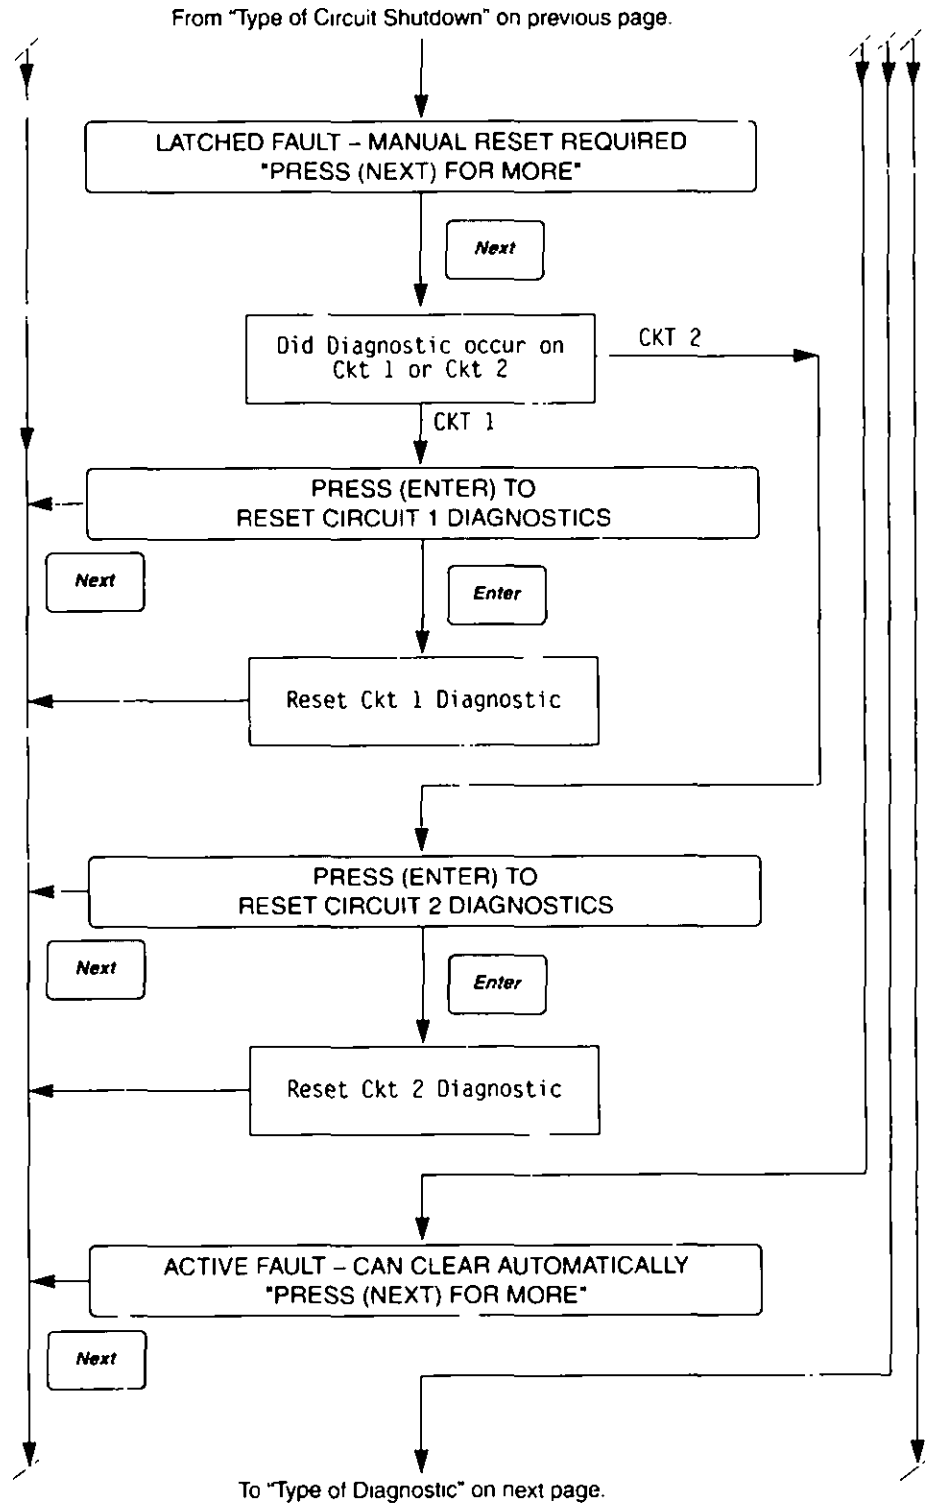 From "Type of Circuit Shutdown" on previous page.
LATCHED FAULT – MANUAL RESET REQUIRED
"PRESS (NEXT) FOR MORE"
Next
Did Diagnostic occur on
Ckt 1 or Ckt 2
CKT 2
CKT 1
PRESS (ENTER) TO
RESET CIRCUIT 1 DIAGNOSTICS
Next
Enter
Reset Ckt 1 Diagnostic
PRESS (ENTER) TO
RESET CIRCUIT 2 DIAGNOSTICS
Next
Enter
Reset Ckt 2 Diagnostic
ACTIVE FAULT – CAN CLEAR AUTOMATICALLY
"PRESS (NEXT) FOR MORE"
Next
To "Type of Diagnostic" on next page.